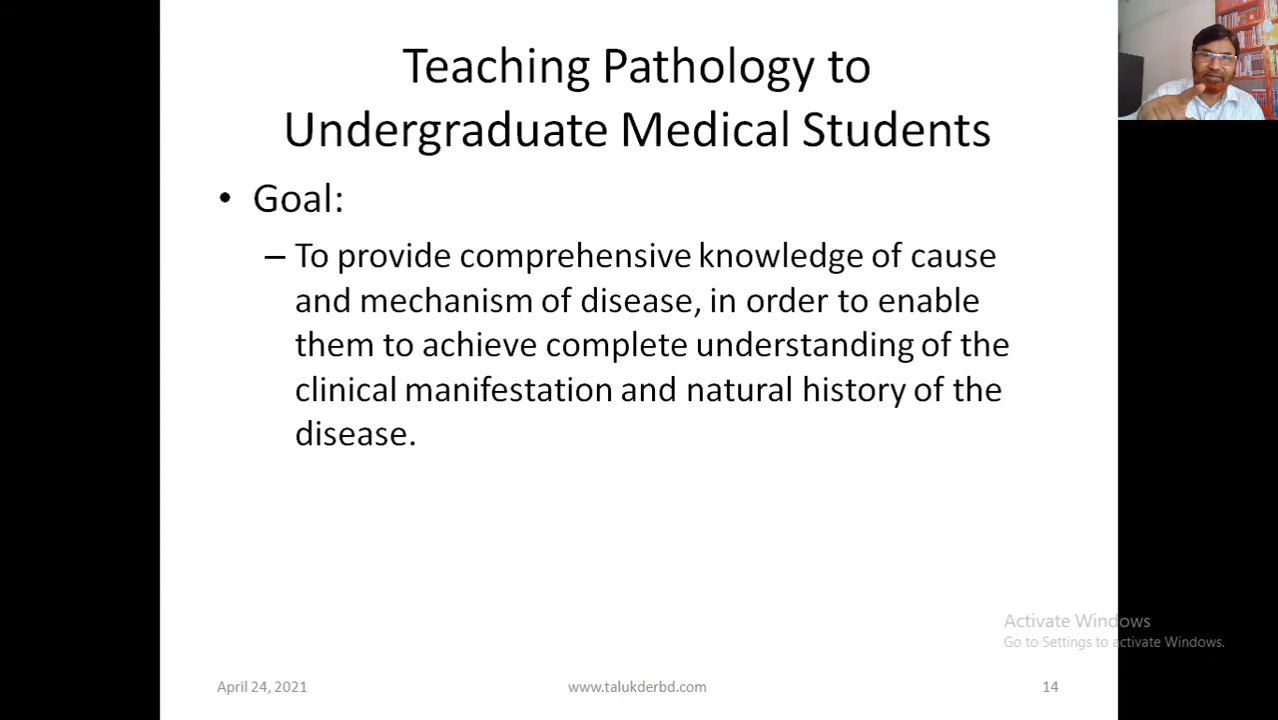 Teaching Pathology to
Undergraduate Medical Students
• Goal:
– To provide comprehensive knowledge of cause
and mechanism of disease, in order to enable
them to achieve complete understanding of the
clinical manifestation and natural history of the
disease.
Activate Windows
Go to Settings to activate Windows.
April 24, 2021
www.talukderbd.com
14